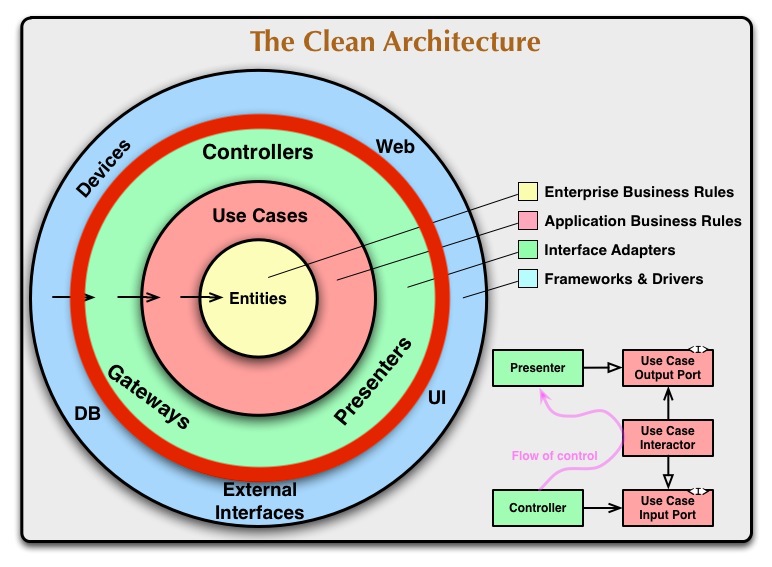 The Clean Architecture
Devices
Web
Controllers
Use Cases
Entities
Gateways
Presenters
DB
UI
External
Interfaces
Enterprise Business Rules
Application Business Rules
Interface Adapters
Frameworks & Drivers
Presenter
<I>
Use Case
Output Port
Use Case
Interactor
Flow of control
Controller
<I>
Use Case
Input Port